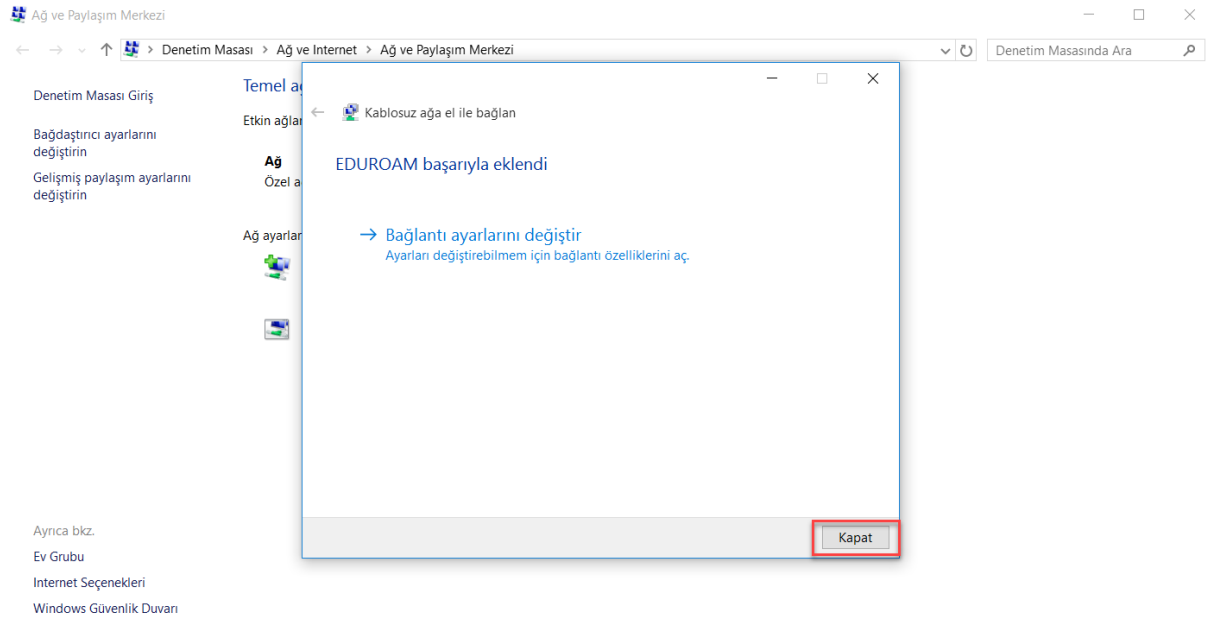 Ağ ve Paylaşım Merkezi
Denetim Masası > Ağ ve Internet > Ağ ve Paylaşım Merkezi
Denetim Masasında Ara
Denetim Masası Giriş
Bağdaştırıcı ayarlarını
değiştirin
Gelişmiş paylaşım ayarlarını
değiştirin
Temel
Etkin ağlar
Ağ
Özel a
Ağ ayarlar
Kablosuz ağa el ile bağlan
EDUROAM başarıyla eklendi
Bağlantı ayarlarını değiştir
Ayarları değiştirebilmem için bağlantı özelliklerini aç.
Kapat
Ayrıca bkz.
Ev Grubu
Internet Seçenekleri
Windows Güvenlik Duvarı